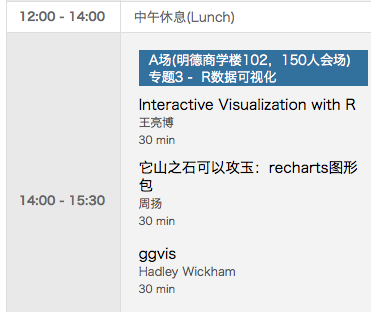 12:00 - 14:00
中午休息(Lunch)
14:00 - 15:30
A场(明德商学楼102，150人会场)
专题3 - R数据可视化
Interactive Visualization with R
王亮博
30 min
它山之石可以攻玉：recharts图形
包
周扬
30 min
ggvis
Hadley Wickham
30 min